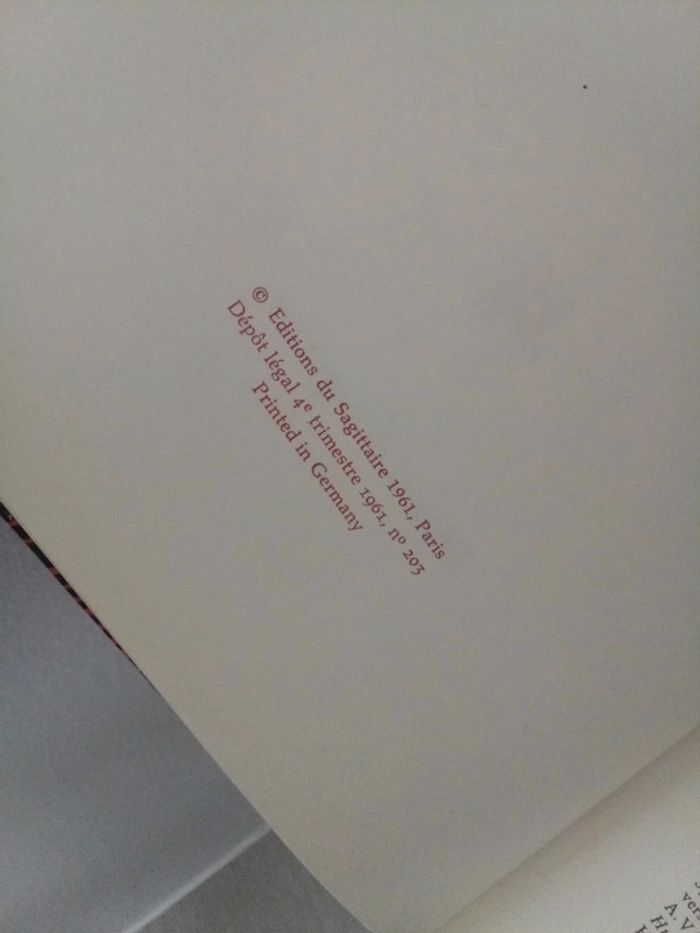 © Editions du Sagittaire 1961, Paris
Dépôt légal 4e trimestre 1961, nº 203
Printed in Germany
A. V